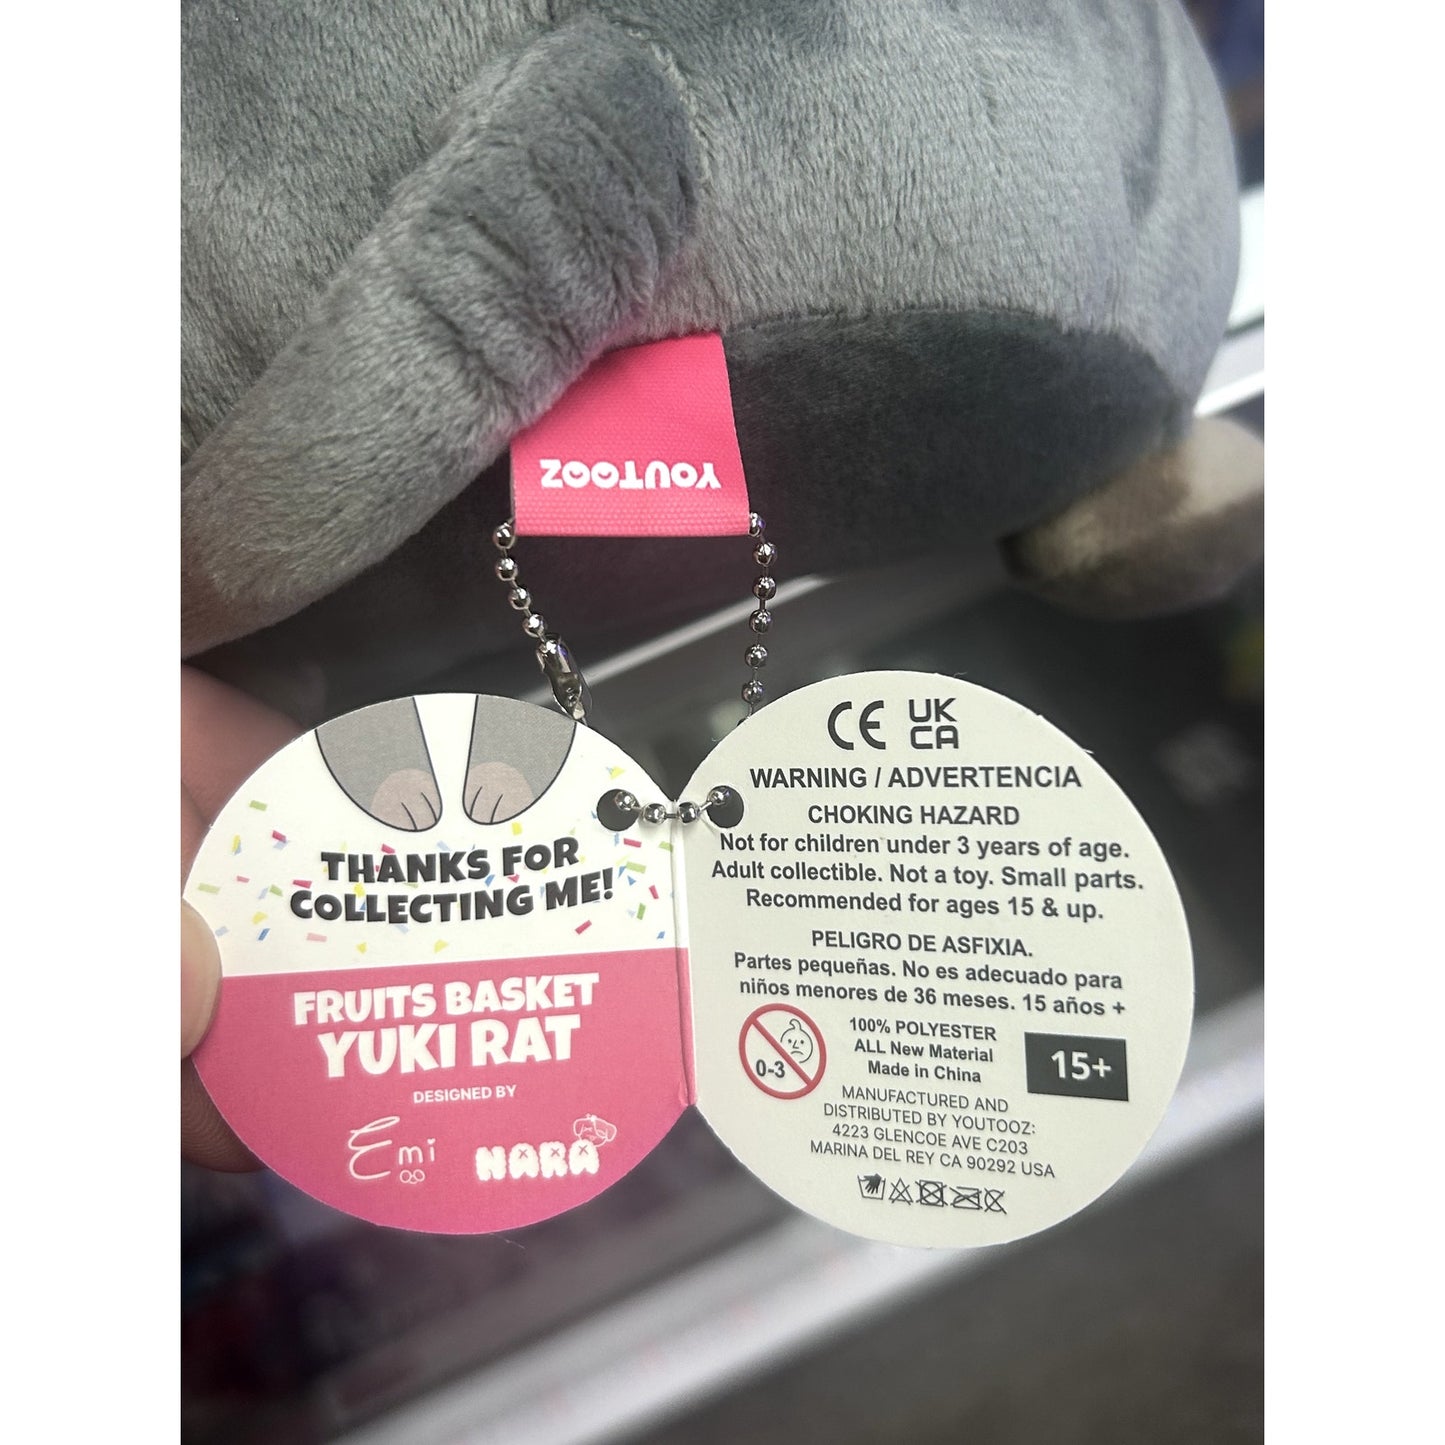 YOUTOOZ
THANKS FOR
COLLECTING ME!
FRUITS BASKET
YUKI RAT
DESIGNED BY
Emi
NARA
CE UK
CA
WARNING / ADVERTENCIA
CHOKING HAZARD
Not for children under 3 years of age.
Adult collectible. Not a toy. Small parts.
Recommended for ages 15 & up.
PELIGRO DE ASFIXIA.
Partes pequeñas. No es adecuado para
niños menores de 36 meses. 15 años +
0-3
100% POLYESTER
ALL New Material
Made in China
15+
MANUFACTURED AND
DISTRIBUTED BY YOUTOOZ:
4223 GLENCOE AVE C203
MARINA DEL REY CA 90292 USA